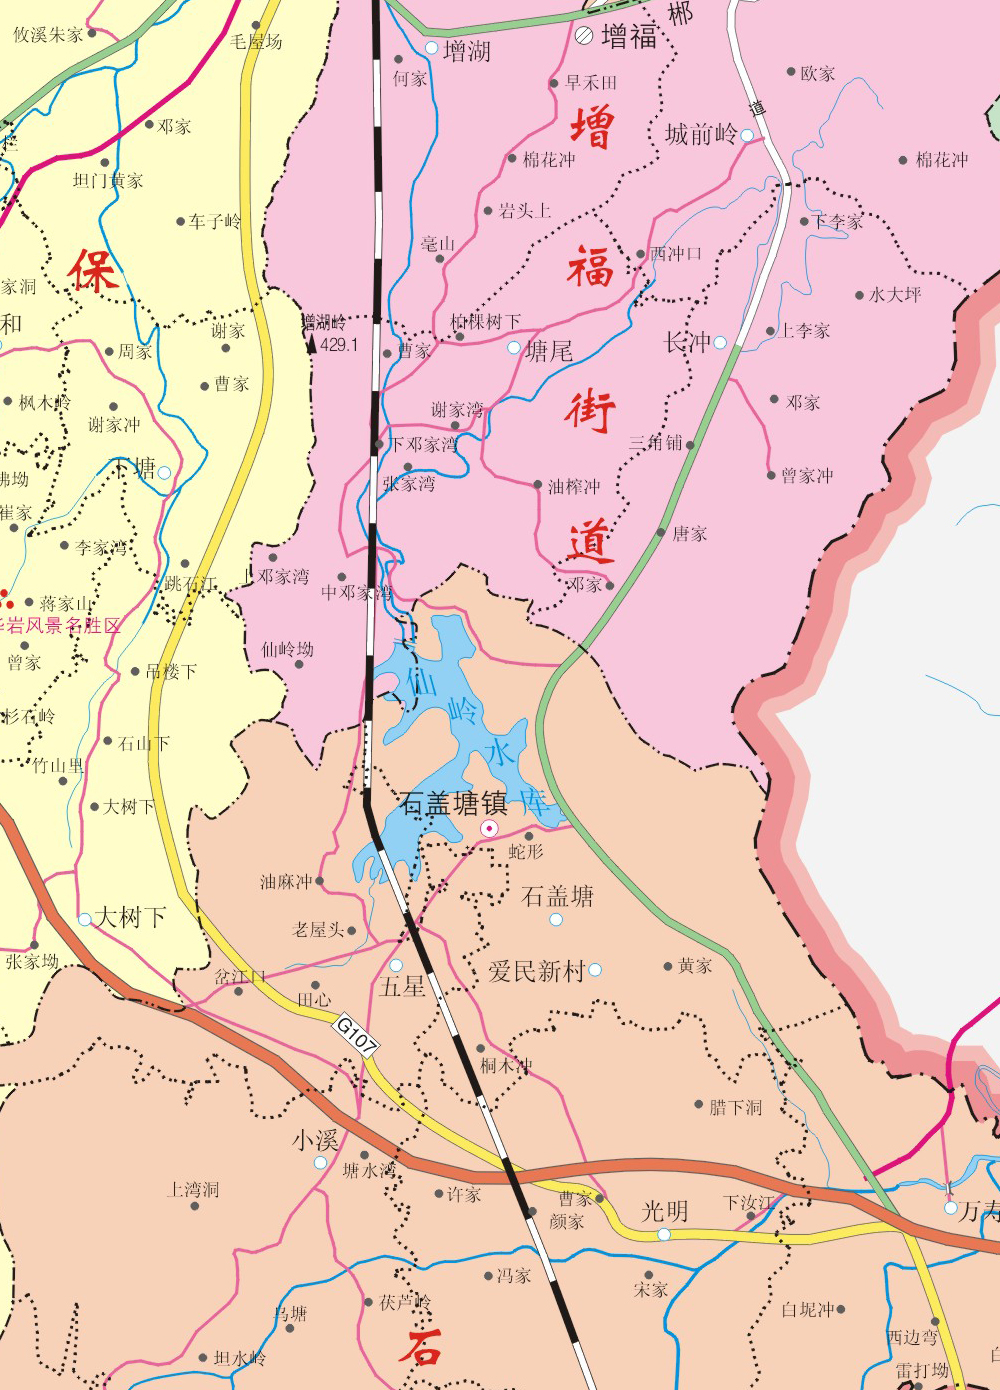 郴
攸溪朱家
毛屋场
增福
增湖
何家
早禾田
欧家
道
邓家
增
城前岭
坦门黄家
棉花冲
棉花冲
车子岭
岩头上
下李家
亳山
西冲口
保
福
家洞
水大坪
和
谢家
增湖岭
429.1
柏棵树下
上李家
周家
曹家
塘尾
长冲
曹家
枫木岭
谢家冲
谢家湾
街
邓家
下邓家湾
三角铺
下塘
张家湾
油榨冲
曾家冲
崔家
李家湾
道
唐家
跳石江
上邓家湾
中邓家湾
邓家
蒋家山
华岩风景名胜区
曾家
仙岭坳
吊楼下
仙
岭
水
库
杉石岭
石山下
竹山里
大树下
石盖塘镇
蛇形
油麻冲
石盖塘
大树下
老屋头
张家坳
岔江口
田心
五星
爱民新村
黄家
G107
桐木冲
腊下洞
小溪
塘水湾
上湾洞
许家
曹家
颜家
光明
下汝江
冯家
宋家
茯芦岭
乌塘
白坭冲
西边弯
石
坦水岭
雷打坳